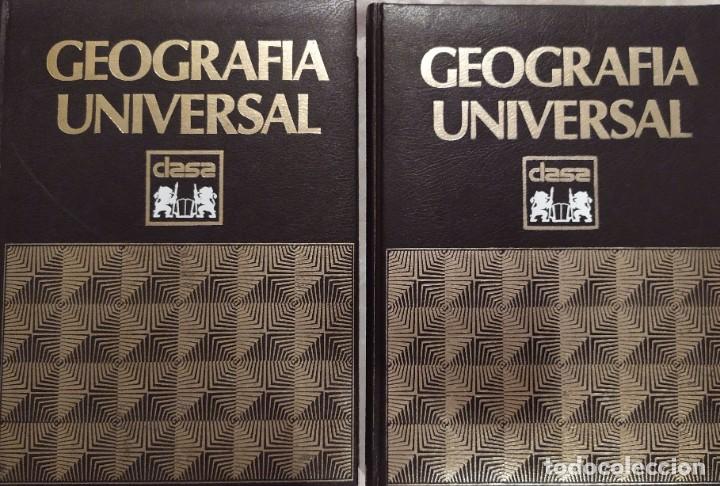 GEOGRAFIA
UNIVERSAL
clasa
GEOGRAFIA
UNIVERSAL
clasa
todocoleccion